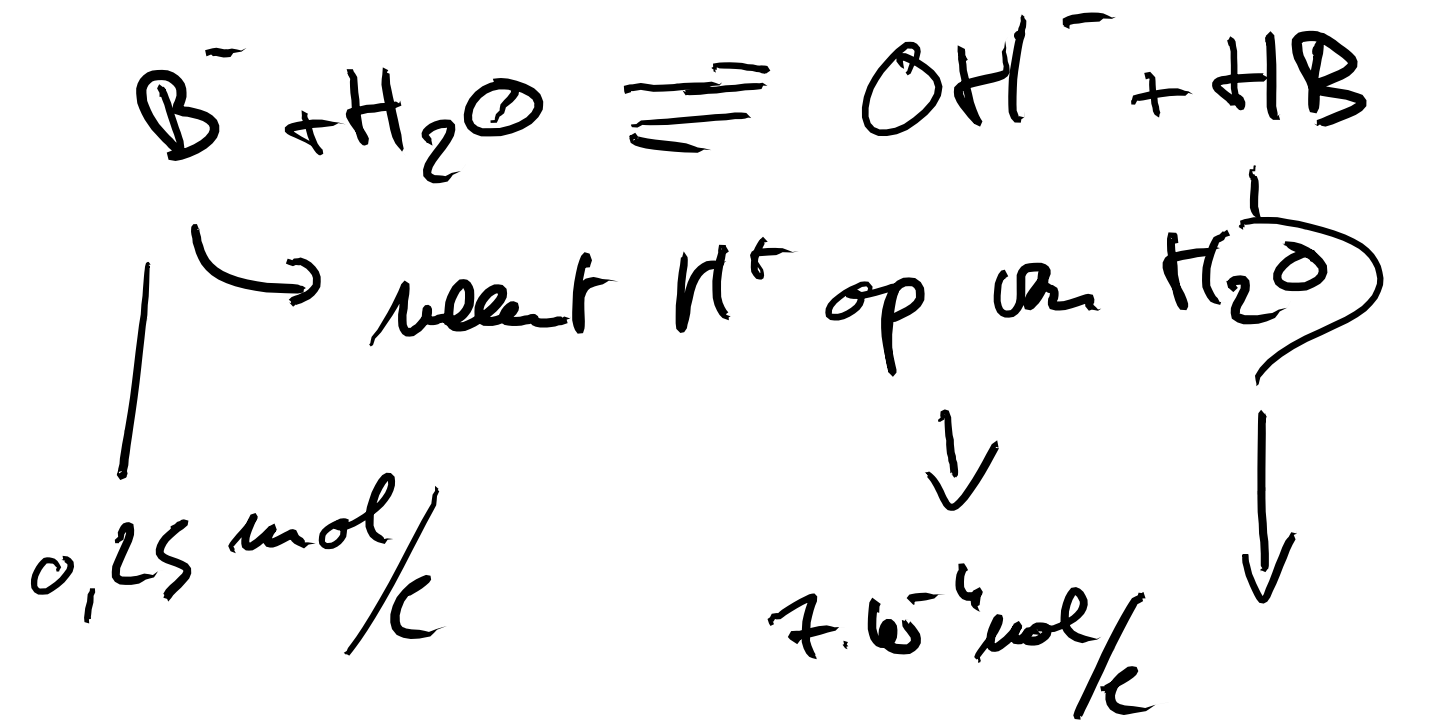 B⁻ + H₂O ⇌ OH⁻ + HB
neemt H⁺ op van H₂O
0,25 mol/l
7.10⁻⁴ mol/l